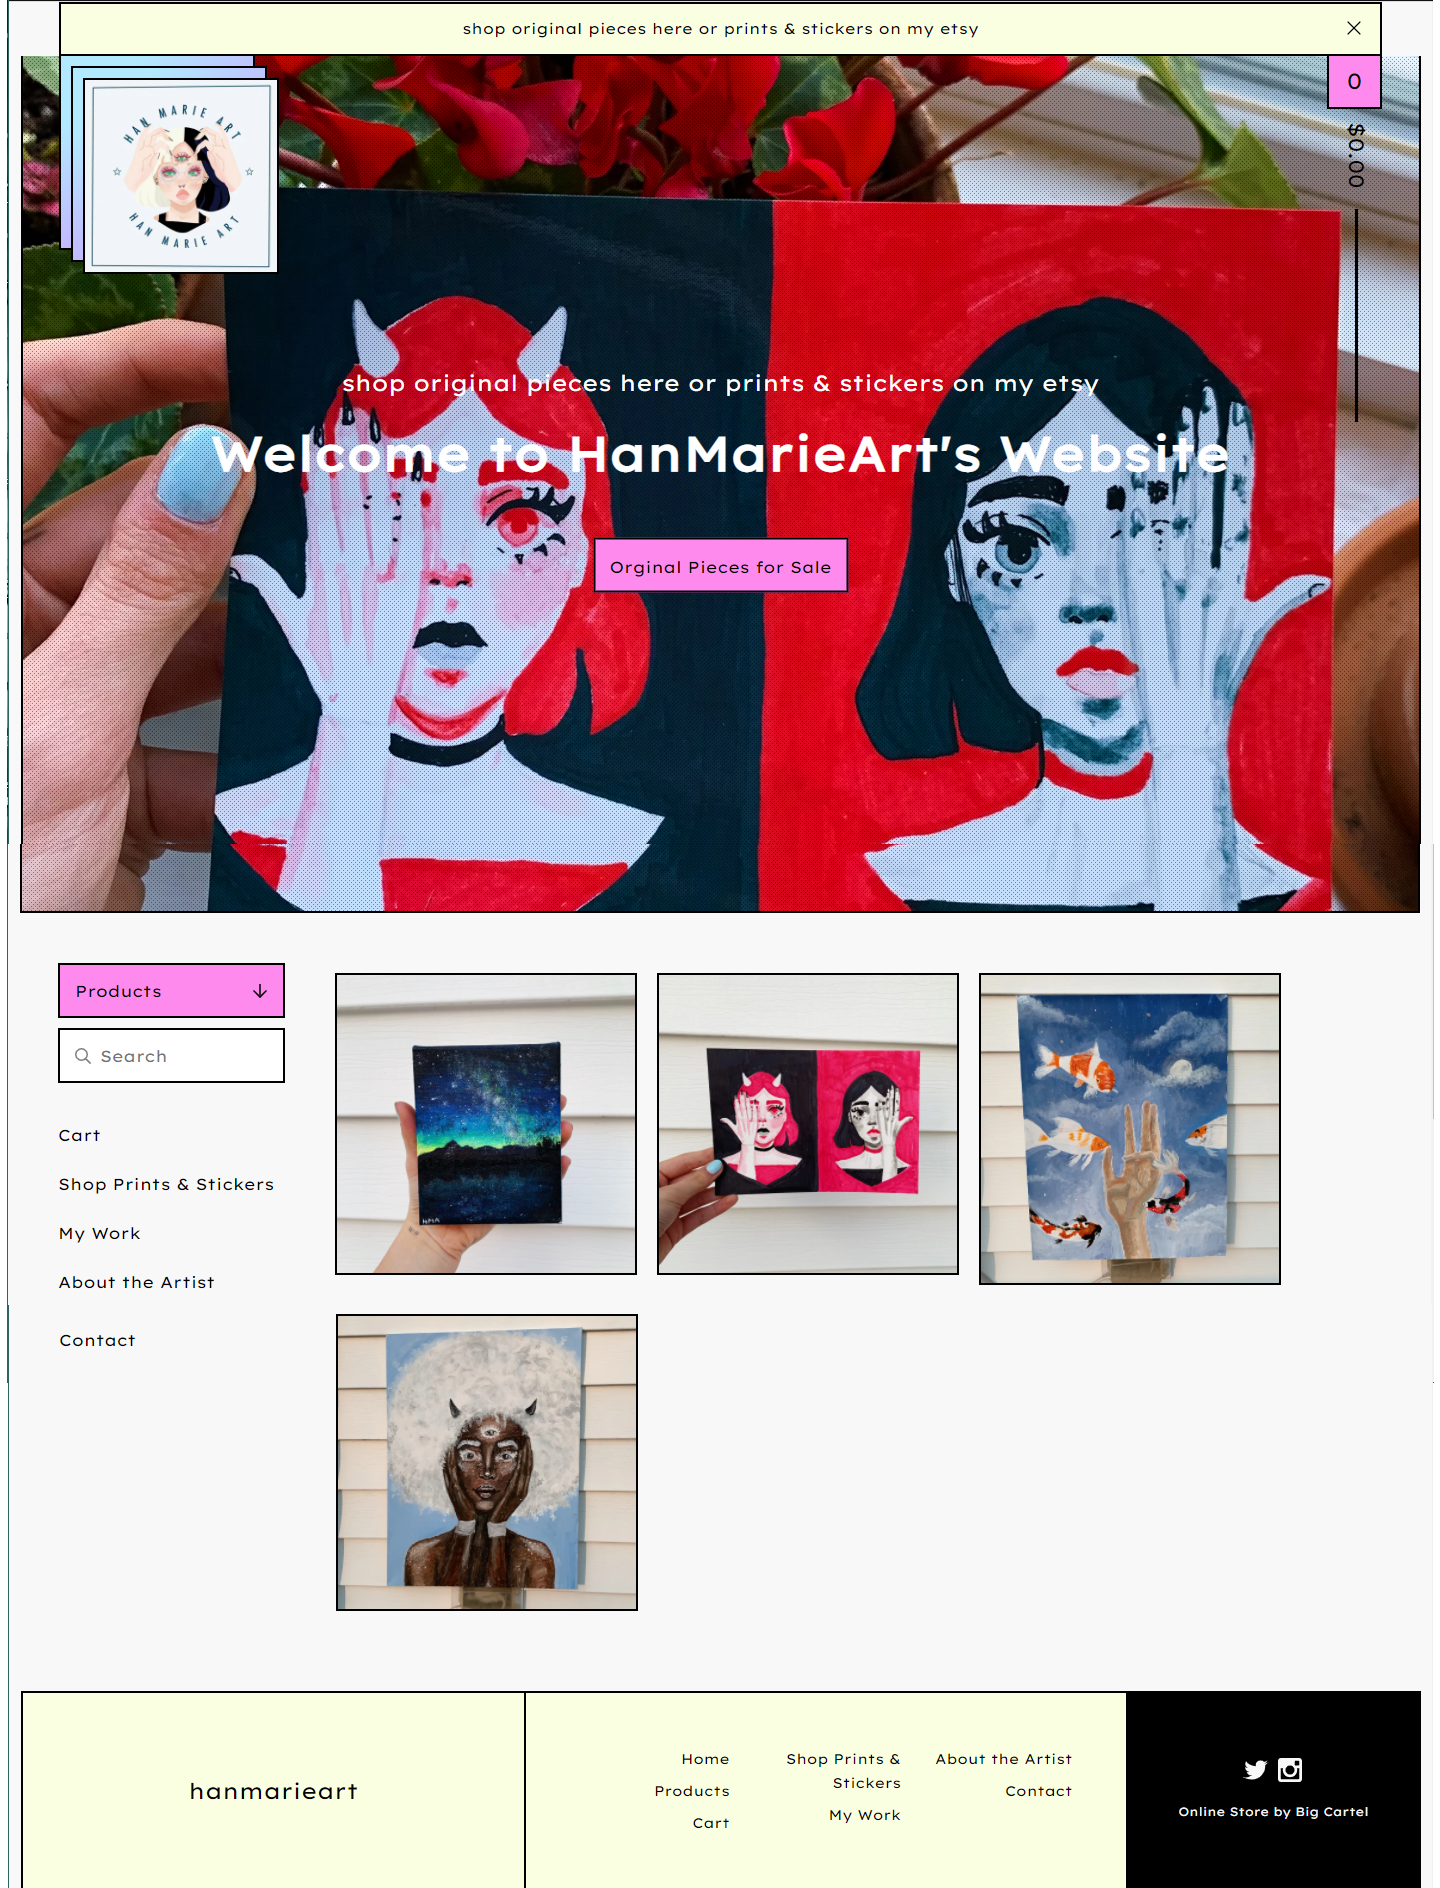 shop original pieces here or prints & stickers on my etsy
0
$0.00
HAN MARIE ART
HAN MARIE ART
shop original pieces here or prints & stickers on my etsy
Welcome to HanMarieArt's Website
Orginal Pieces for Sale
Products
Search
Cart
Shop Prints & Stickers
My Work
About the Artist
Contact
HMA
hanmarieart
Home
Products
Cart
Shop Prints &
Stickers
My Work
About the Artist
Contact
Online Store by Big Cartel